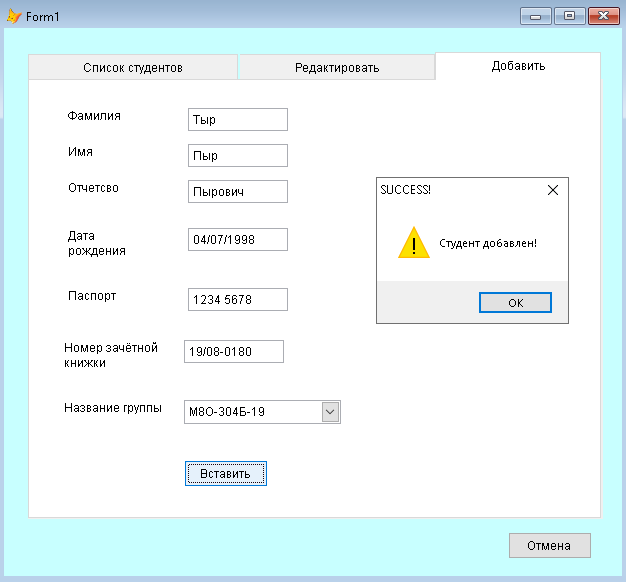 Form1
Список студентов
Редактировать
Добавить
Фамилия
Тыр
Имя
Пыр
Отчетсво
Пырович
Дата
рождения
04/07/1998
Паспорт
1234 5678
Номер зачётной
книжки
19/08-0180
Название группы
М8О-304Б-19
Вставить
SUCCESS!
Студент добавлен!
OK
Отмена